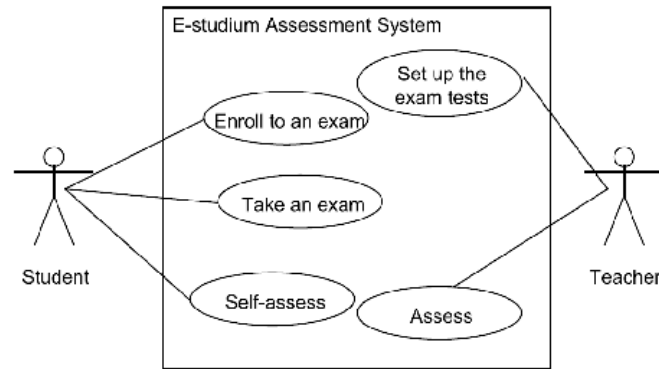 E-studium Assessment System
Set up the
exam tests
Enroll to an exam
Take an exam
Student
Teacher
Self-assess
Assess